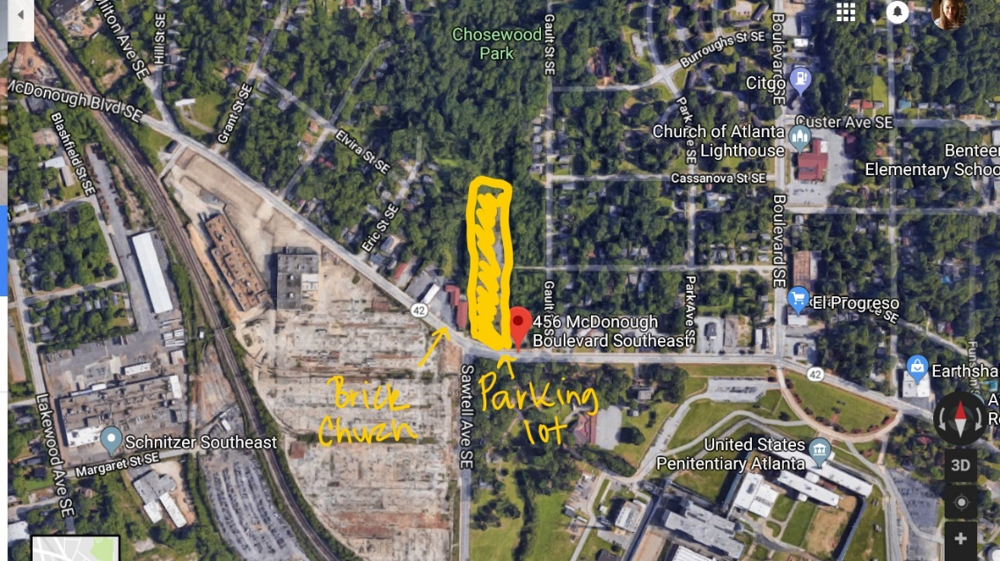 Milton Ave SE
Hill St SE
McDonough Blvd SE
Blashfield St SE
Grant St SE
Elvira St SE
Eric St SE
Chosewood
Park
Gault St SE
Burroughs St SE
Boulevard SE
Citgo
Park Ave SE
Custer Ave SE
Church of Atlanta
Lighthouse
Benteen
Elementary School
Cassanova St SE
Boulevard SE
El Progreso
Gault St SE
Park Ave SE
42
456 McDonough
Boulevard Southeast
42
Earthsha
Brick
Church
Parking
lot
Sawtell Ave SE
Lakewood Ave SE
Schnitzer Southeast
Margaret St SE
United States
Penitentiary Atlanta
3D